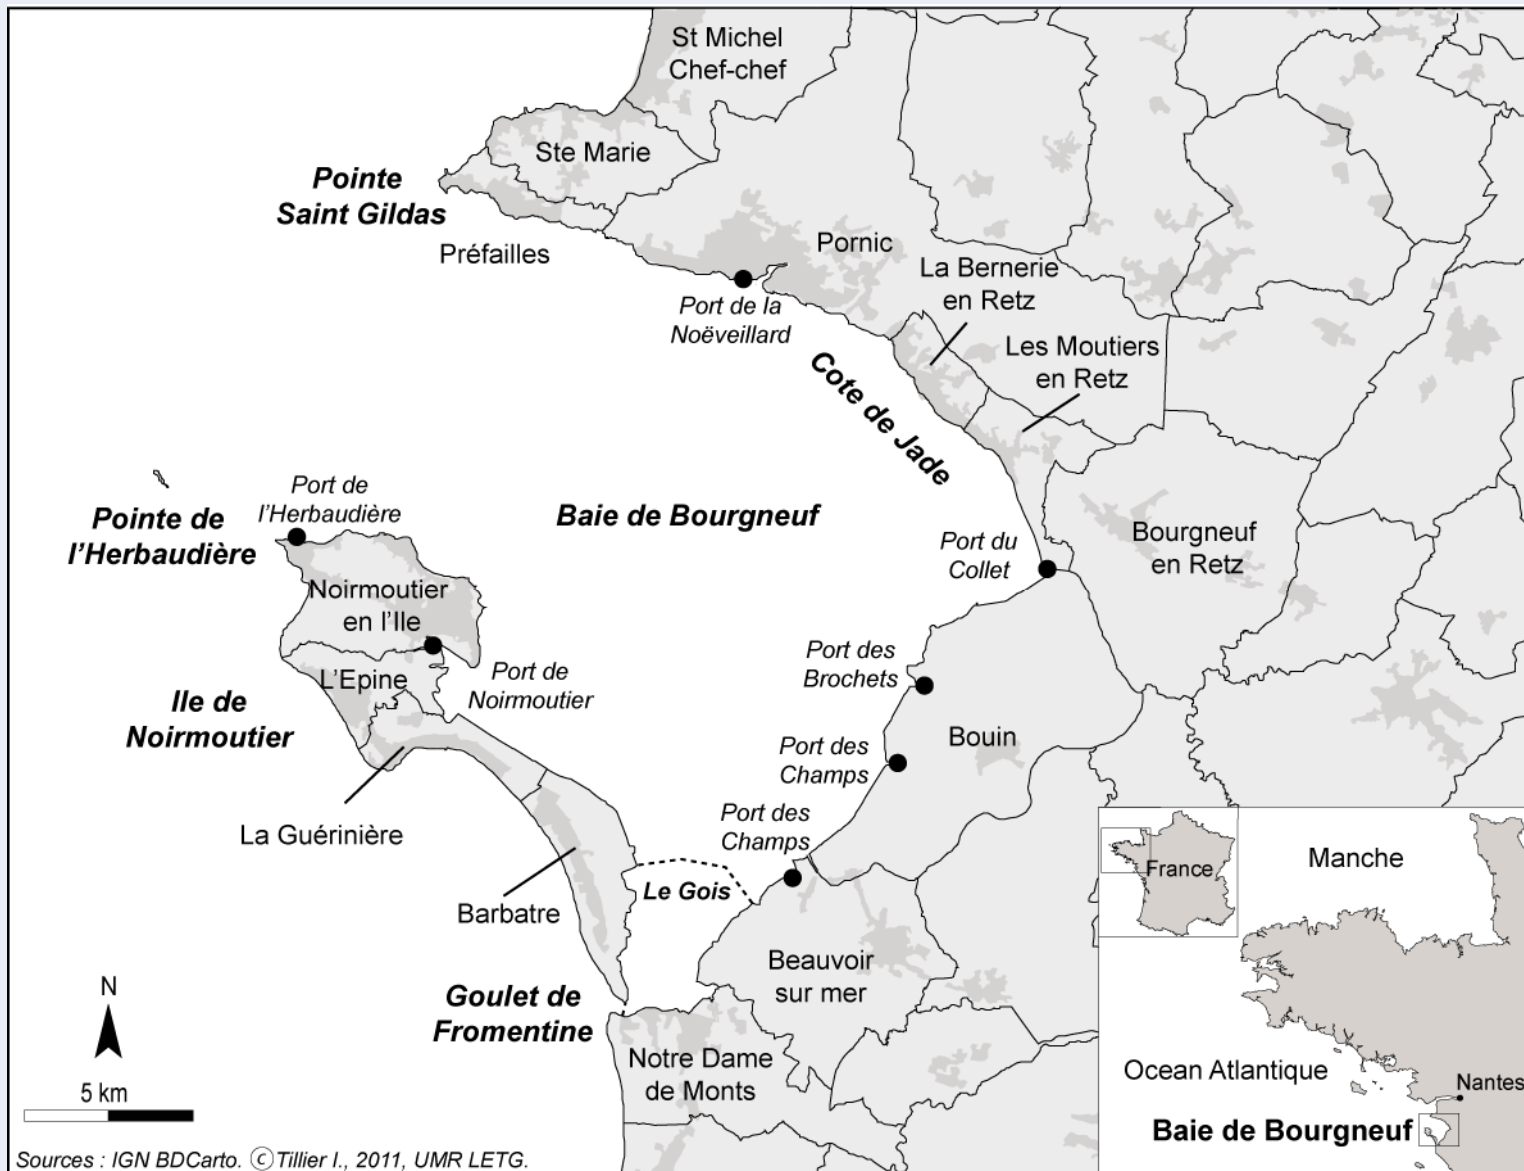 St Michel
Chef-chef
Ste Marie
Pointe
Saint Gildas
Préfailles
Pornic
La Bernerie
en Retz
Port de la
Noëveillard
Les Moutiers
en Retz
Cote de Jade
Port de
l'Herbaudière
Pointe de
l'Herbaudière
Baie de Bourgneuf
Bourgneuf
en Retz
Port du
Collet
Noirmoutier
en l'Ile
Port des
Brochets
L'Epine
Port de
Noirmoutier
Ile de
Noirmoutier
Bouin
Port des
Champs
Port des
Champs
La Guérinière
Le Gois
Barbatre
Beauvoir
sur mer
Goulet de
Fromentine
Notre Dame
de Monts
N
5 km
France
Manche
Ocean Atlantique
Nantes
Baie de Bourgneuf
Sources : IGN BDCarto. © Tillier I., 2011, UMR LETG.